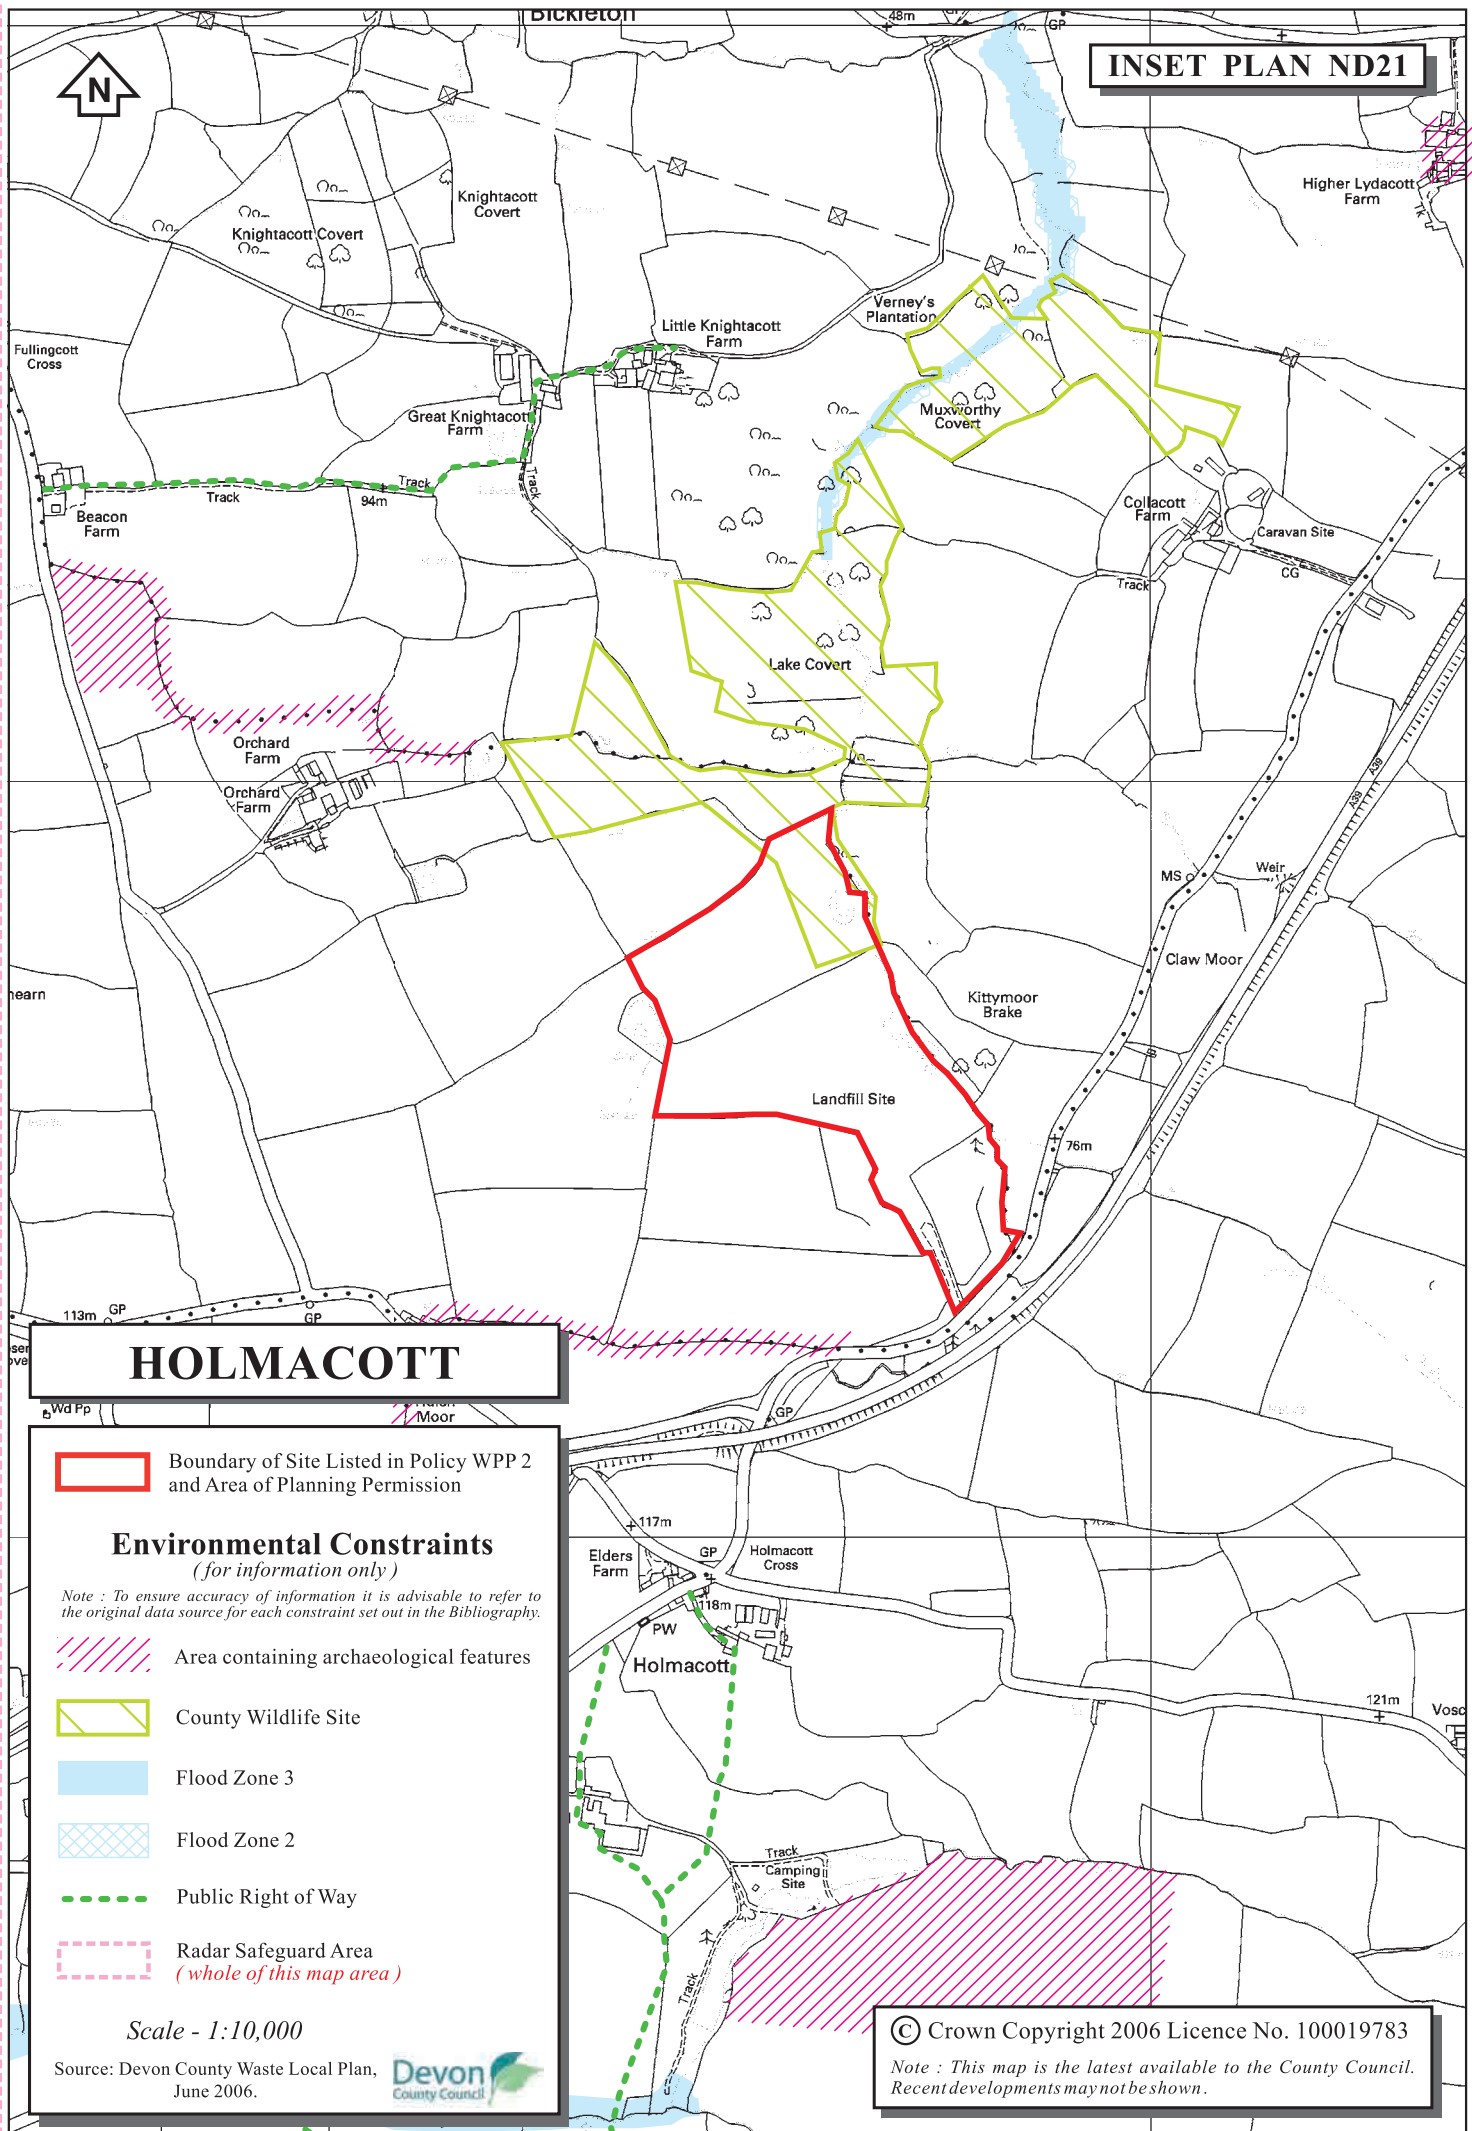 Bickleton
48m
GP
GP
INSET PLAN ND21
N
Higher Lydacott
Farm
Tk
Knightacott
Covert
Knightacott Covert
Verney's
Plantation
Little Knightacott
Farm
Fullingcott
Cross
Great Knightacott
Farm
Muxworthy
Covert
Track
Track
Track
94m
Beacon
Farm
Collacott
Farm
Caravan Site
CG
Track
Lake Covert
Orchard
Farm
Orchard
Farm
A39
A39
MS
Weir
Claw Moor
Kittymoor
Brake
hearn
Landfill Site
76m
113m
GP
GP
HOLMACOTT
Wd Pp
Moor
GP
Boundary of Site Listed in Policy WPP 2
and Area of Planning Permission
Environmental Constraints
( for information only )
Note : To ensure accuracy of information it is advisable to refer to
the original data source for each constraint set out in the Bibliography.
Area containing archaeological features
County Wildlife Site
Flood Zone 3
Flood Zone 2
Public Right of Way
Radar Safeguard Area
( whole of this map area )
Scale - 1:10,000
Source: Devon County Waste Local Plan,
June 2006.
Devon
County Council
117m
Elders
Farm
GP
Holmacott
Cross
118m
PW
Holmacott
121m
Vosc
Track
Camping
Site
Track
© Crown Copyright 2006 Licence No. 100019783
Note : This map is the latest available to the County Council.
Recent developments may not be shown.